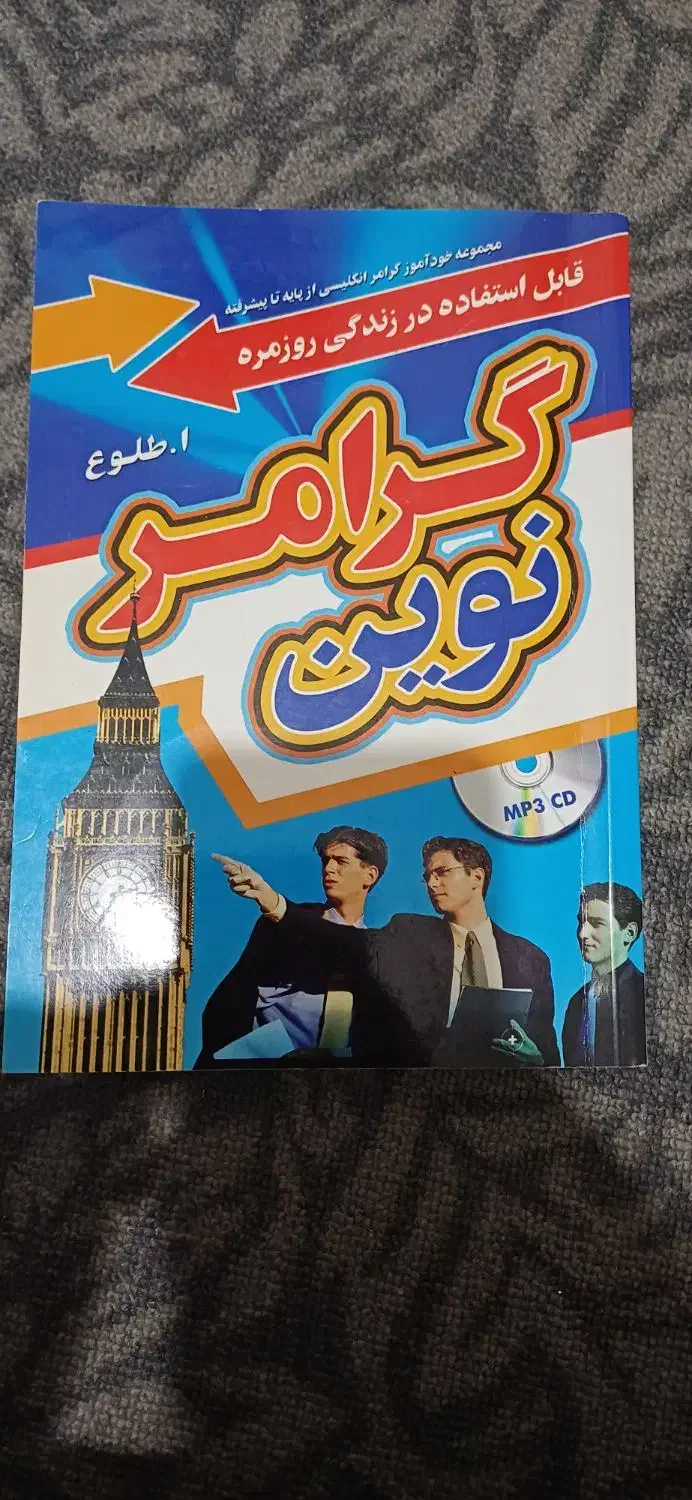 مجموعه خودآموز گرامر انگلیسی از پایه تا پیشرفته
قابل استفاده در زندگی روزمره
ا.طلوع
گرامر
نوین
MP3 CD